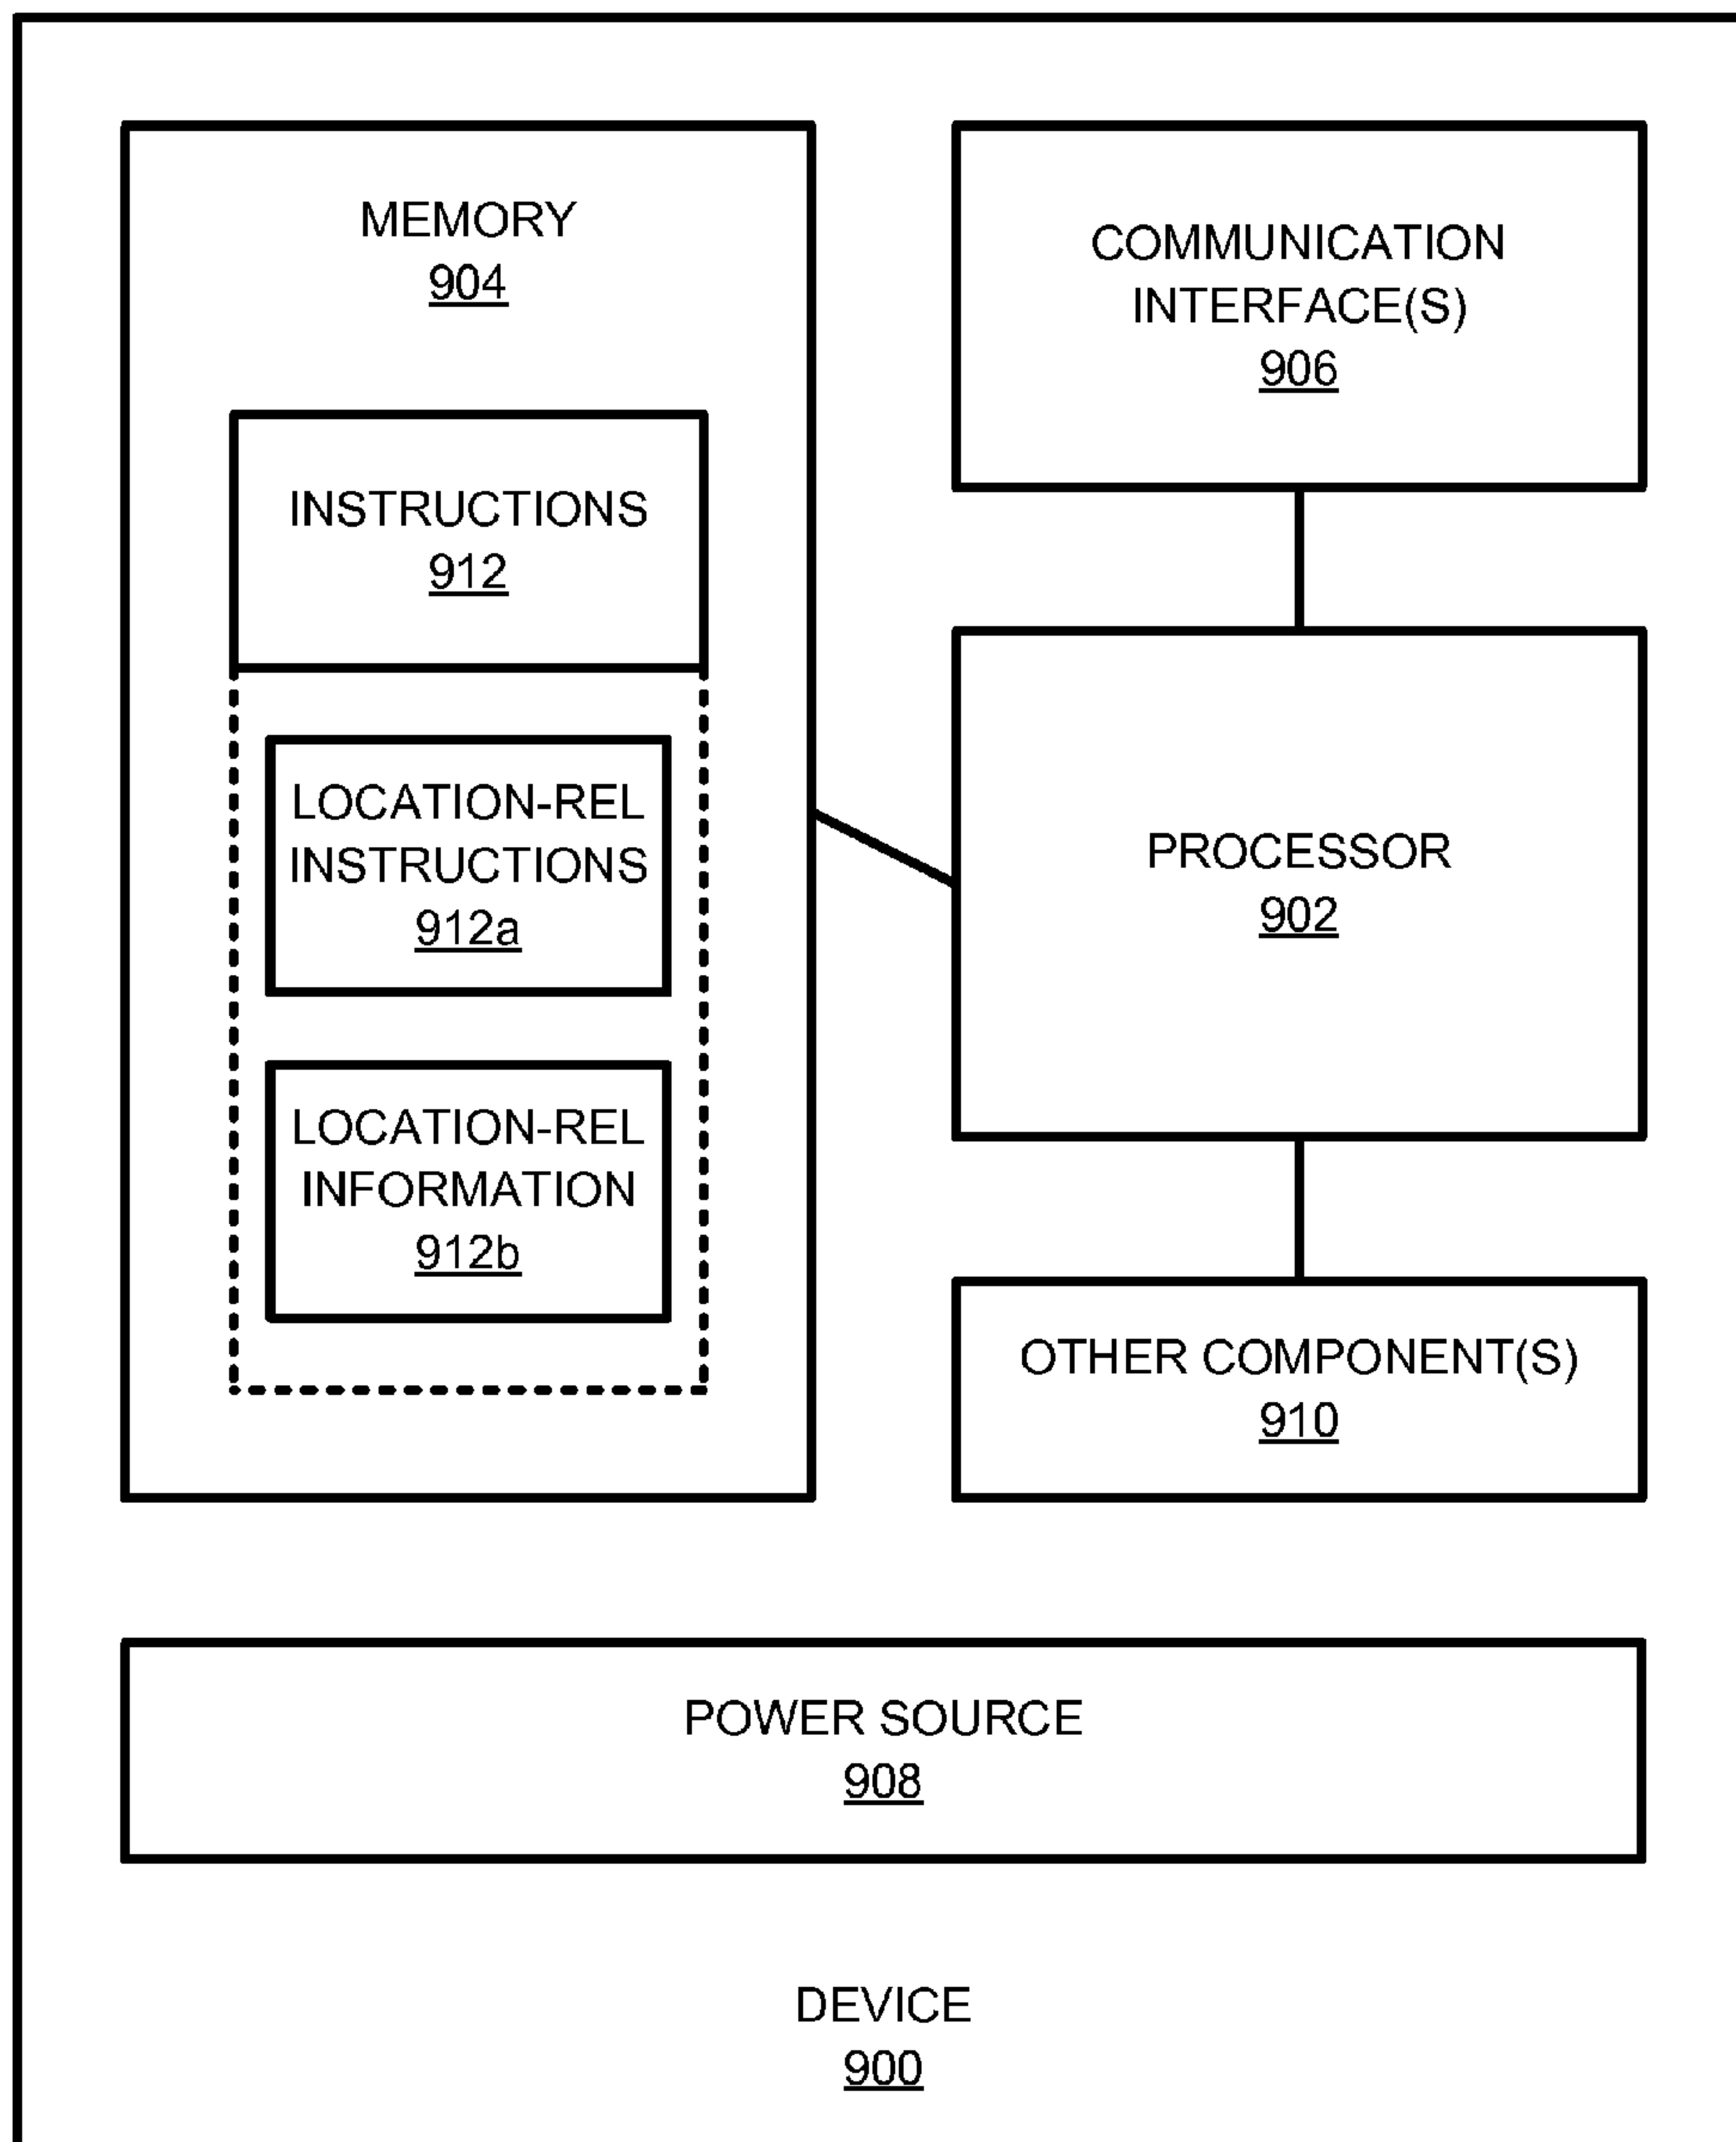 MEMORY
904
INSTRUCTIONS
912
LOCATION-REL
INSTRUCTIONS
912a
LOCATION-REL
INFORMATION
912b
COMMUNICATION
INTERFACE(S)
906
PROCESSOR
902
OTHER COMPONENT(S)
910
POWER SOURCE
908
DEVICE
900